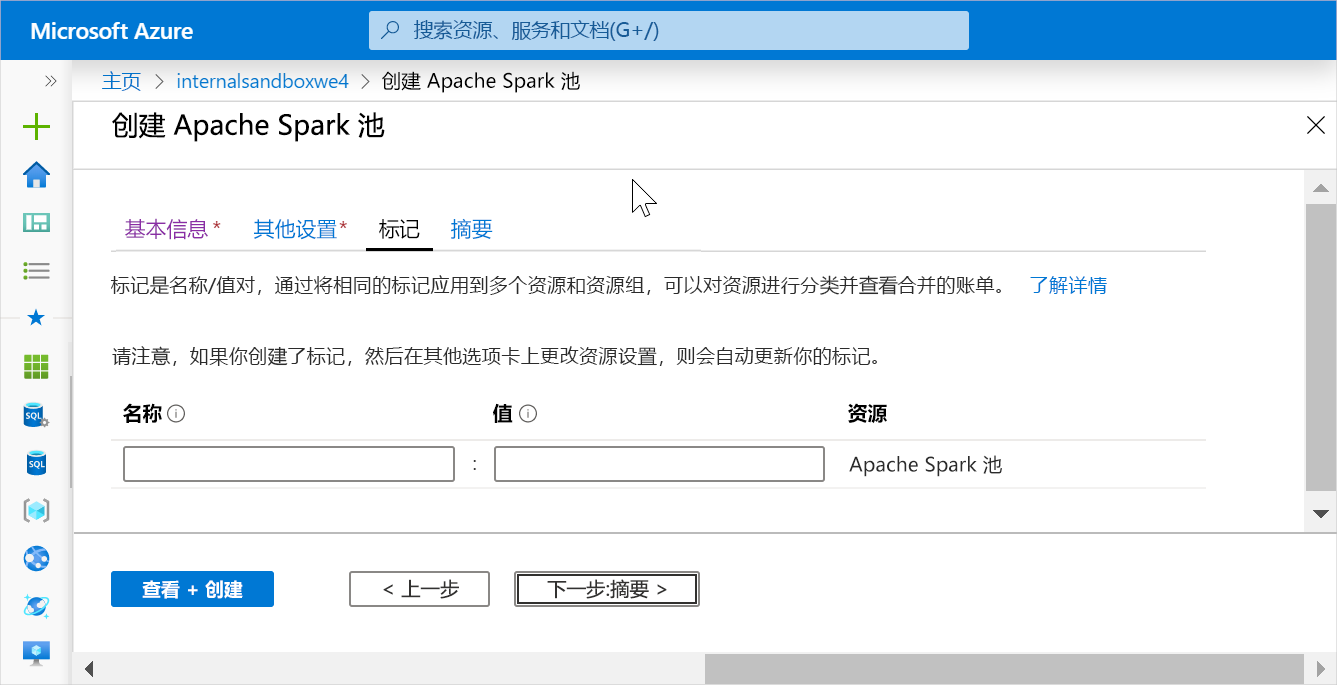 Microsoft Azure
搜索资源、服务和文档(G+/)
主页 > internalsandboxwe4 > 创建 Apache Spark 池
创建 Apache Spark 池
基本信息* 其他设置* 标记 摘要
标记是名称/值对，通过将相同的标记应用到多个资源和资源组，可以对资源进行分类并查看合并的账单。 了解详情
请注意，如果你创建了标记，然后在其他选项卡上更改资源设置，则会自动更新你的标记。
名称 值 资源
: Apache Spark 池
查看 + 创建 < 上一步 下一步:摘要 >